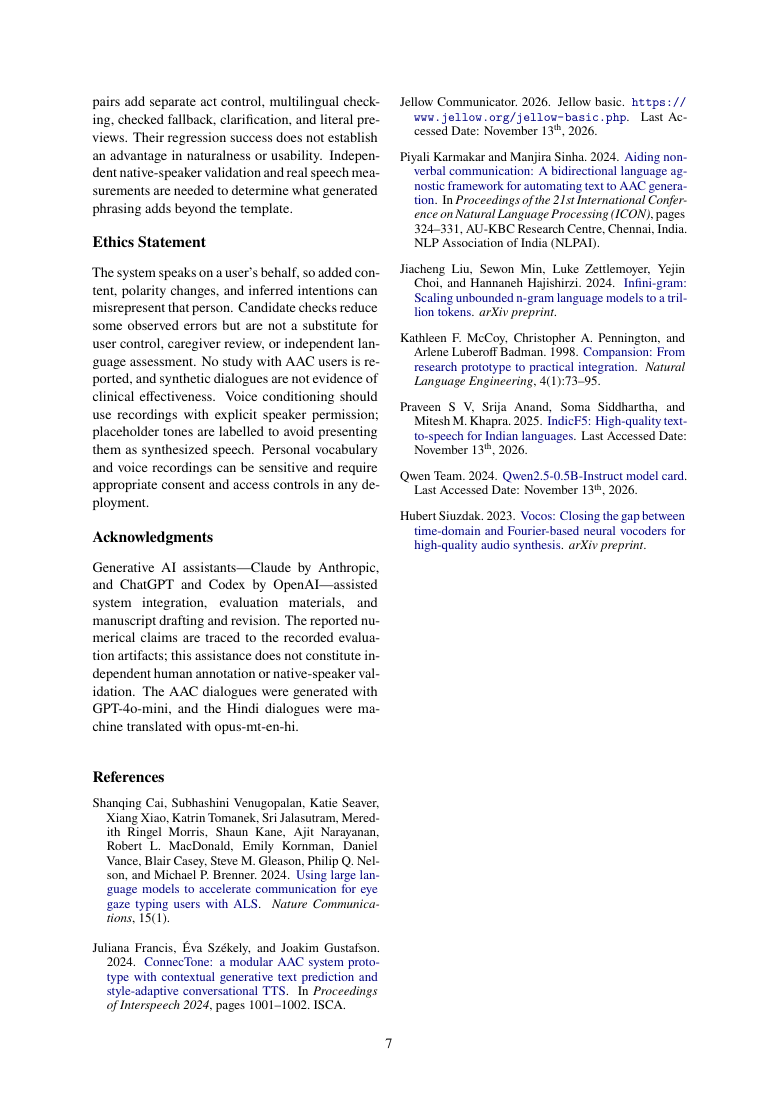 pairs add separate act control, multilingual check-
ing, checked fallback, clarification, and literal pre-
views. Their regression success does not establish
an advantage in naturalness or usability. Indepen-
dent native-speaker validation and real speech mea-
surements are needed to determine what generated
phrasing adds beyond the template.
Ethics Statement
The system speaks on a user's behalf, so added con-
tent, polarity changes, and inferred intentions can
misrepresent that person. Candidate checks reduce
some observed errors but are not a substitute for
user control, caregiver review, or independent lan-
guage assessment. No study with AAC users is re-
ported, and synthetic dialogues are not evidence of
clinical effectiveness. Voice conditioning should
use recordings with explicit speaker permission;
placeholder tones are labelled to avoid presenting
them as synthesized speech. Personal vocabulary
and voice recordings can be sensitive and require
appropriate consent and access controls in any de-
ployment.
Acknowledgments
Generative AI assistants—Claude by Anthropic,
and ChatGPT and Codex by OpenAI—assisted
system integration, evaluation materials, and
manuscript drafting and revision. The reported nu-
merical claims are traced to the recorded evalua-
tion artifacts; this assistance does not constitute in-
dependent human annotation or native-speaker val-
idation. The AAC dialogues were generated with
GPT-4o-mini, and the Hindi dialogues were ma-
chine translated with opus-mt-en-hi.
References
Shanqing Cai, Subhashini Venugopalan, Katie Seaver,
Xiang Xiao, Katrin Tomanek, Sri Jalasutram, Mered-
ith Ringel Morris, Shaun Kane, Ajit Narayanan,
Robert L. MacDonald, Emily Kornman, Daniel
Vance, Blair Casey, Steve M. Gleason, Philip Q. Nel-
son, and Michael P. Brenner. 2024. Using large lan-
guage models to accelerate communication for eye
gaze typing users with ALS. Nature Communica-
tions, 15(1).
Juliana Francis, Éva Székely, and Joakim Gustafson.
2024. ConnecTone: a modular AAC system proto-
type with contextual generative text prediction and
style-adaptive conversational TTS. In Proceedings
of Interspeech 2024, pages 1001–1002. ISCA.
Jellow Communicator. 2026. Jellow basic. https://
www.jellow.org/jellow-basic.php. Last Ac-
cessed Date: November 13th, 2026.
Piyali Karmakar and Manjira Sinha. 2024. Aiding non-
verbal communication: A bidirectional language ag-
nostic framework for automating text to AAC genera-
tion. In Proceedings of the 21st International Confer-
ence on Natural Language Processing (ICON), pages
324–331, AU-KBC Research Centre, Chennai, India.
NLP Association of India (NLPAI).
Jiacheng Liu, Sewon Min, Luke Zettlemoyer, Yejin
Choi, and Hannaneh Hajishirzi. 2024. Infini-gram:
Scaling unbounded n-gram language models to a tril-
lion tokens. arXiv preprint.
Kathleen F. McCoy, Christopher A. Pennington, and
Arlene Luberoff Badman. 1998. Compansion: From
research prototype to practical integration. Natural
Language Engineering, 4(1):73–95.
Praveen S V, Srija Anand, Soma Siddhartha, and
Mitesh M. Khapra. 2025. IndicF5: High-quality text-
to-speech for Indian languages. Last Accessed Date:
November 13th, 2026.
Qwen Team. 2024. Qwen2.5-0.5B-Instruct model card.
Last Accessed Date: November 13th, 2026.
Hubert Siuzdak. 2023. Vocos: Closing the gap between
time-domain and Fourier-based neural vocoders for
high-quality audio synthesis. arXiv preprint.
7